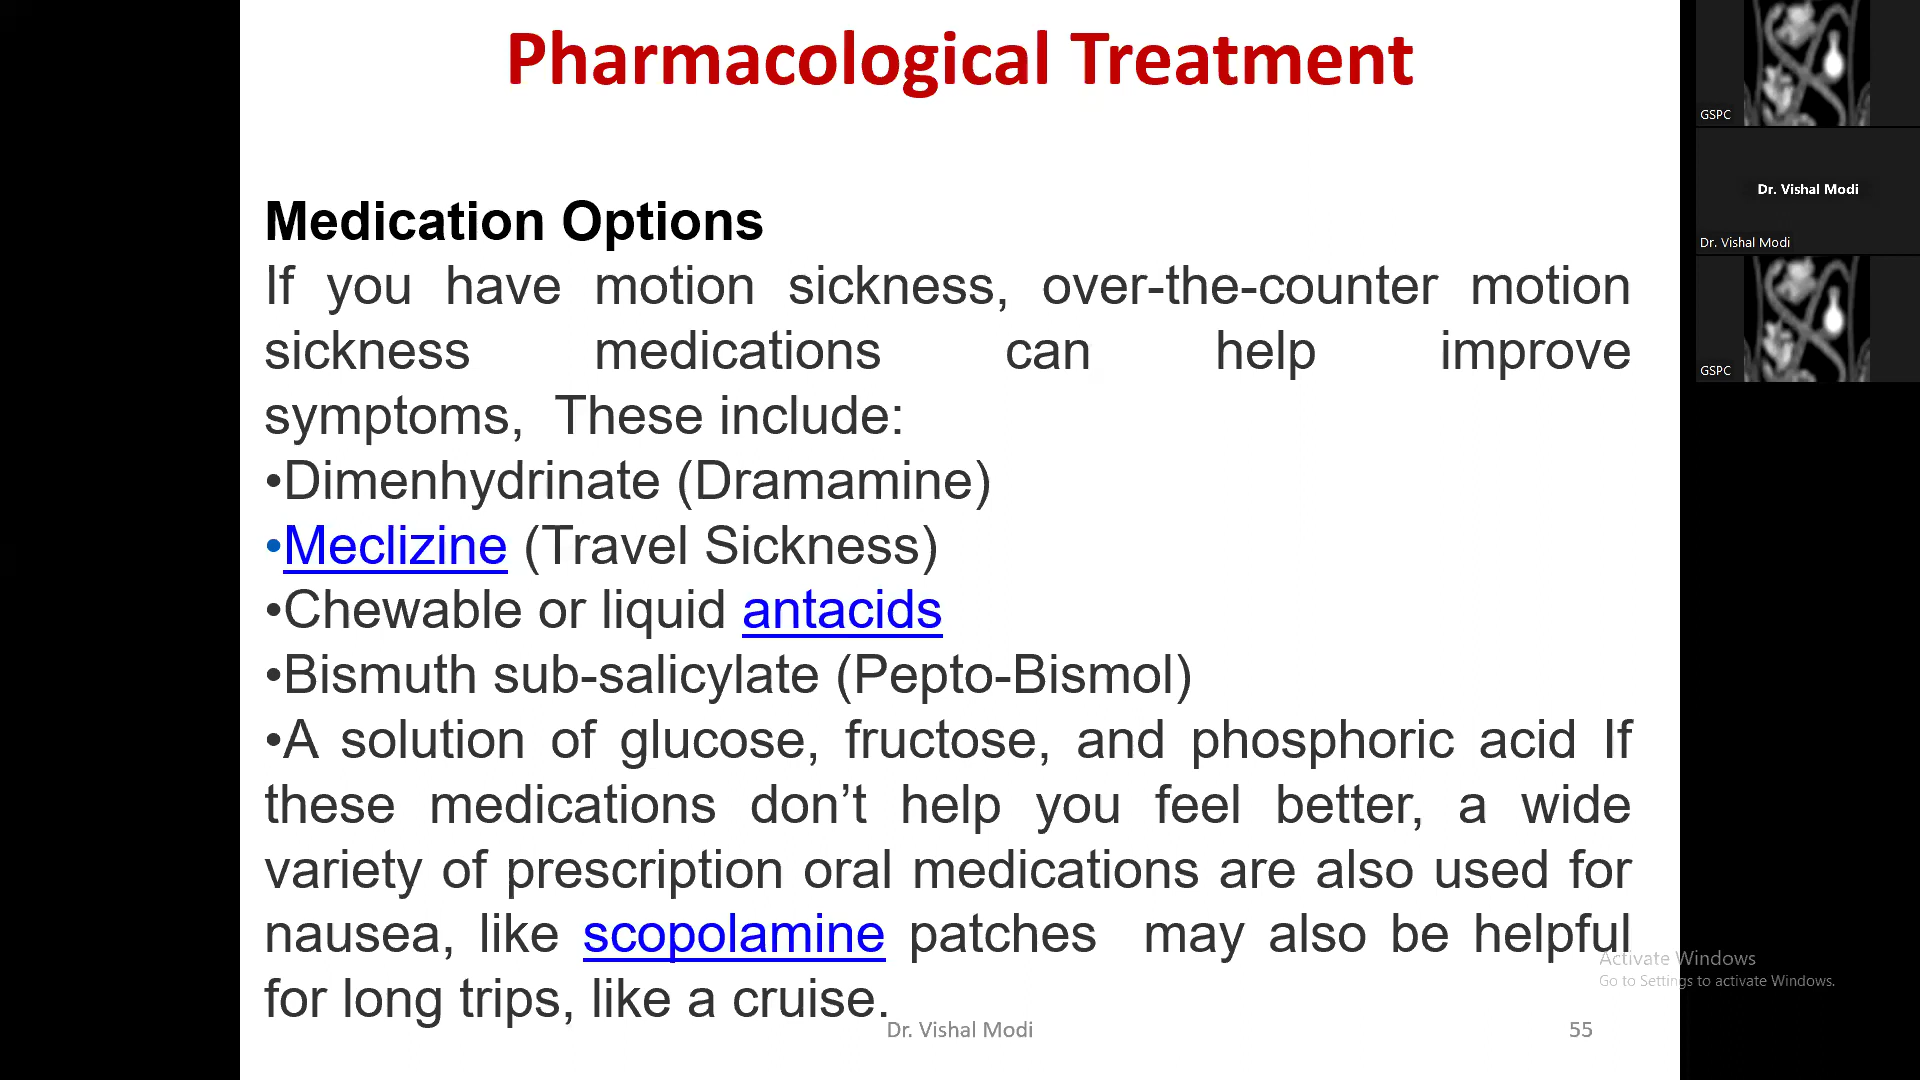 Pharmacological Treatment
Medication Options
If you have motion sickness, over-the-counter motion
sickness medications can help improve
symptoms, These include:
•Dimenhydrinate (Dramamine)
•Meclizine (Travel Sickness)
•Chewable or liquid antacids
•Bismuth sub-salicylate (Pepto-Bismol)
•A solution of glucose, fructose, and phosphoric acid If
these medications don’t help you feel better, a wide
variety of prescription oral medications are also used for
nausea, like scopolamine patches may also be helpful
for long trips, like a cruise.
Dr. Vishal Modi
55
GSPC
Dr. Vishal Modi
Dr. Vishal Modi
GSPC
Activate Windows
Go to Settings to activate Windows.